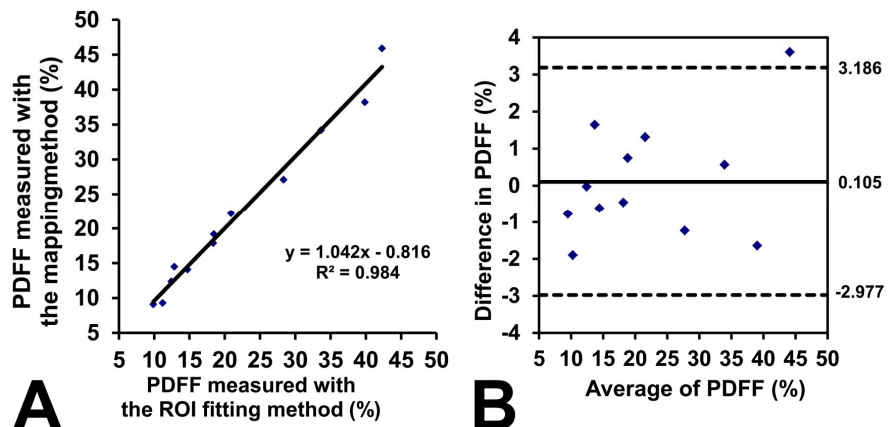 50
45
40
35
30
25
20
15
10
5
PDFF measured with
the mappingmethod (%)
y = 1.042x - 0.816
R² = 0.984
5 10 15 20 25 30 35 40 45 50
PDFF measured with
the ROI fitting method (%)
A
4
3
2
1
0
-1
-2
-3
-4
Difference in PDFF (%)
3.186
0.105
-2.977
5 10 15 20 25 30 35 40 45 50
Average of PDFF (%)
B